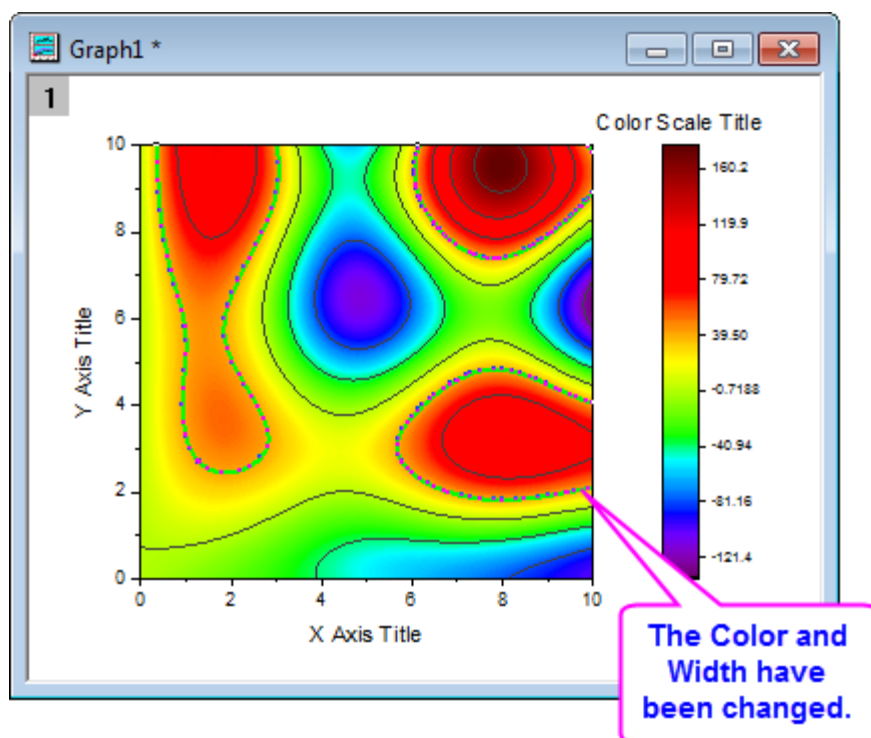 Graph1 *
1
Color Scale Title
10
8
6
4
2
0
Y Axis Title
0 2 4 6 8 10
X Axis Title
160.2
119.9
79.72
39.50
-0.7188
-40.94
-81.16
-121.4
The Color and
Width have
been changed.